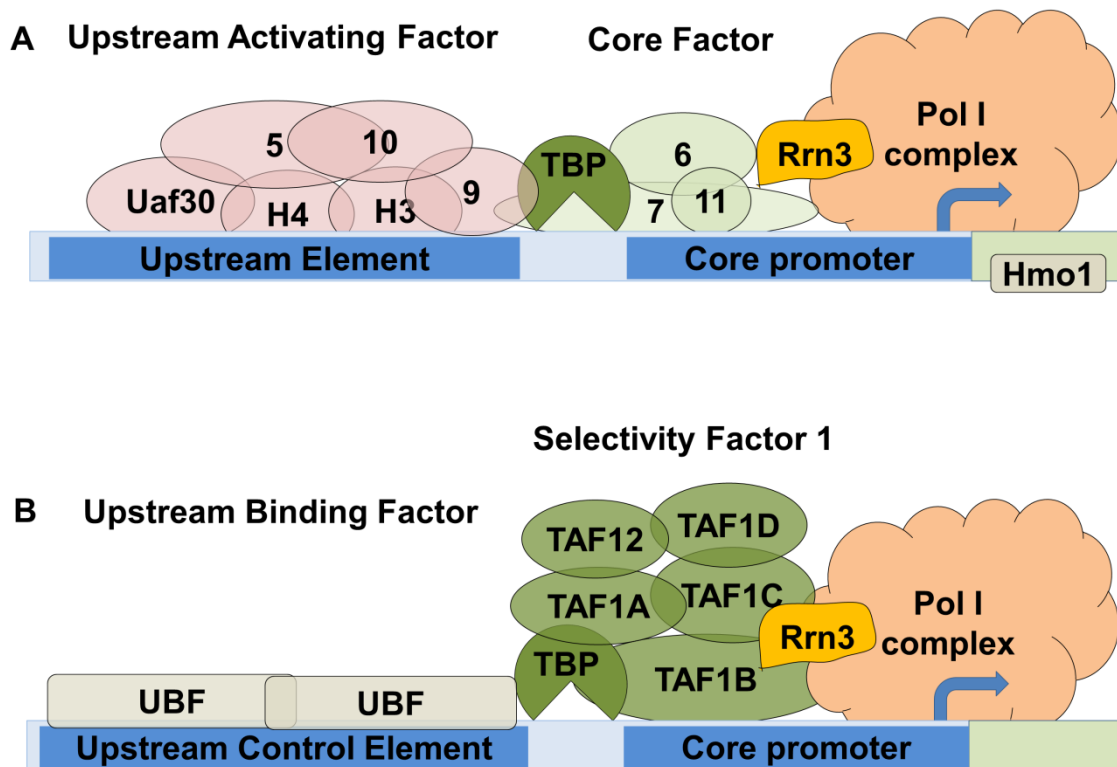 A
Upstream Activating Factor
Core Factor
5
10
6
TBP
Rrn3
Pol I
complex
Uaf30
H4
H3
9
7
11
Upstream Element
Core promoter
Hmo1
Selectivity Factor 1
B
Upstream Binding Factor
TAF12
TAF1D
TAF1A
TAF1C
TBP
TAF1B
Rrn3
Pol I
complex
UBF
UBF
Upstream Control Element
Core promoter